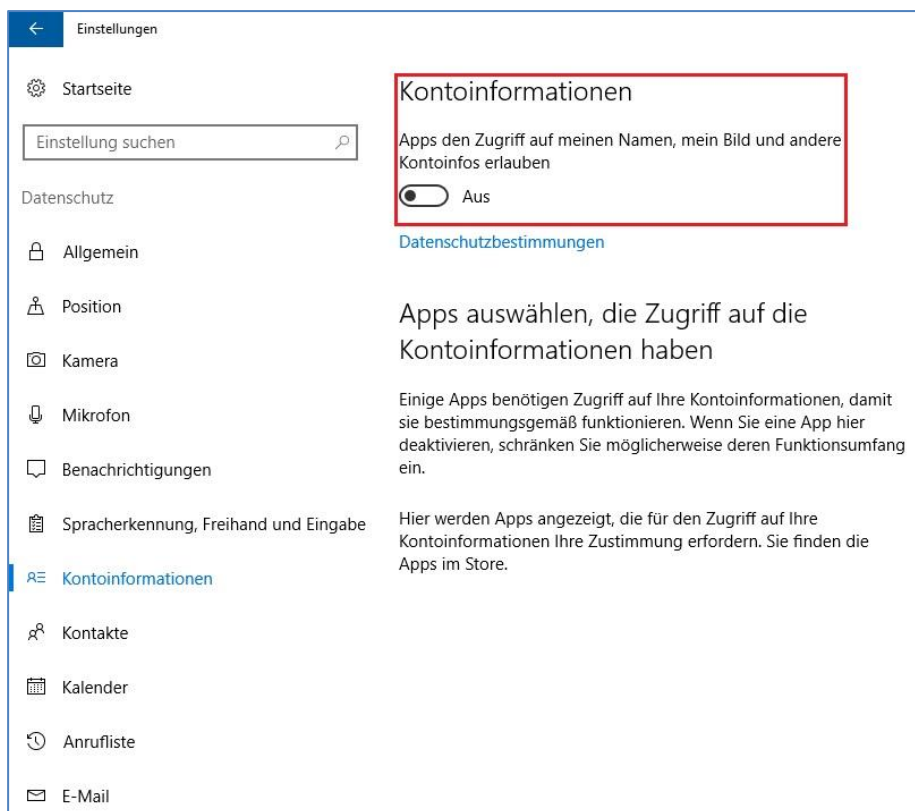 Einstellungen
Startseite
Einstellung suchen
Datenschutz
Allgemein
Position
Kamera
Mikrofon
Benachrichtigungen
Spracherkennung, Freihand und Eingabe
Kontoinformationen
Kontakte
Kalender
Anrufliste
E-Mail
Kontoinformationen
Apps den Zugriff auf meinen Namen, mein Bild und andere
Kontoinfos erlauben
Aus
Datenschutzbestimmungen
Apps auswählen, die Zugriff auf die
Kontoinformationen haben
Einige Apps benötigen Zugriff auf Ihre Kontoinformationen, damit
sie bestimmungsgemäß funktionieren. Wenn Sie eine App hier
deaktivieren, schränken Sie möglicherweise deren Funktionsumfang
ein.
Hier werden Apps angezeigt, die für den Zugriff auf Ihre
Kontoinformationen Ihre Zustimmung erfordern. Sie finden die
Apps im Store.